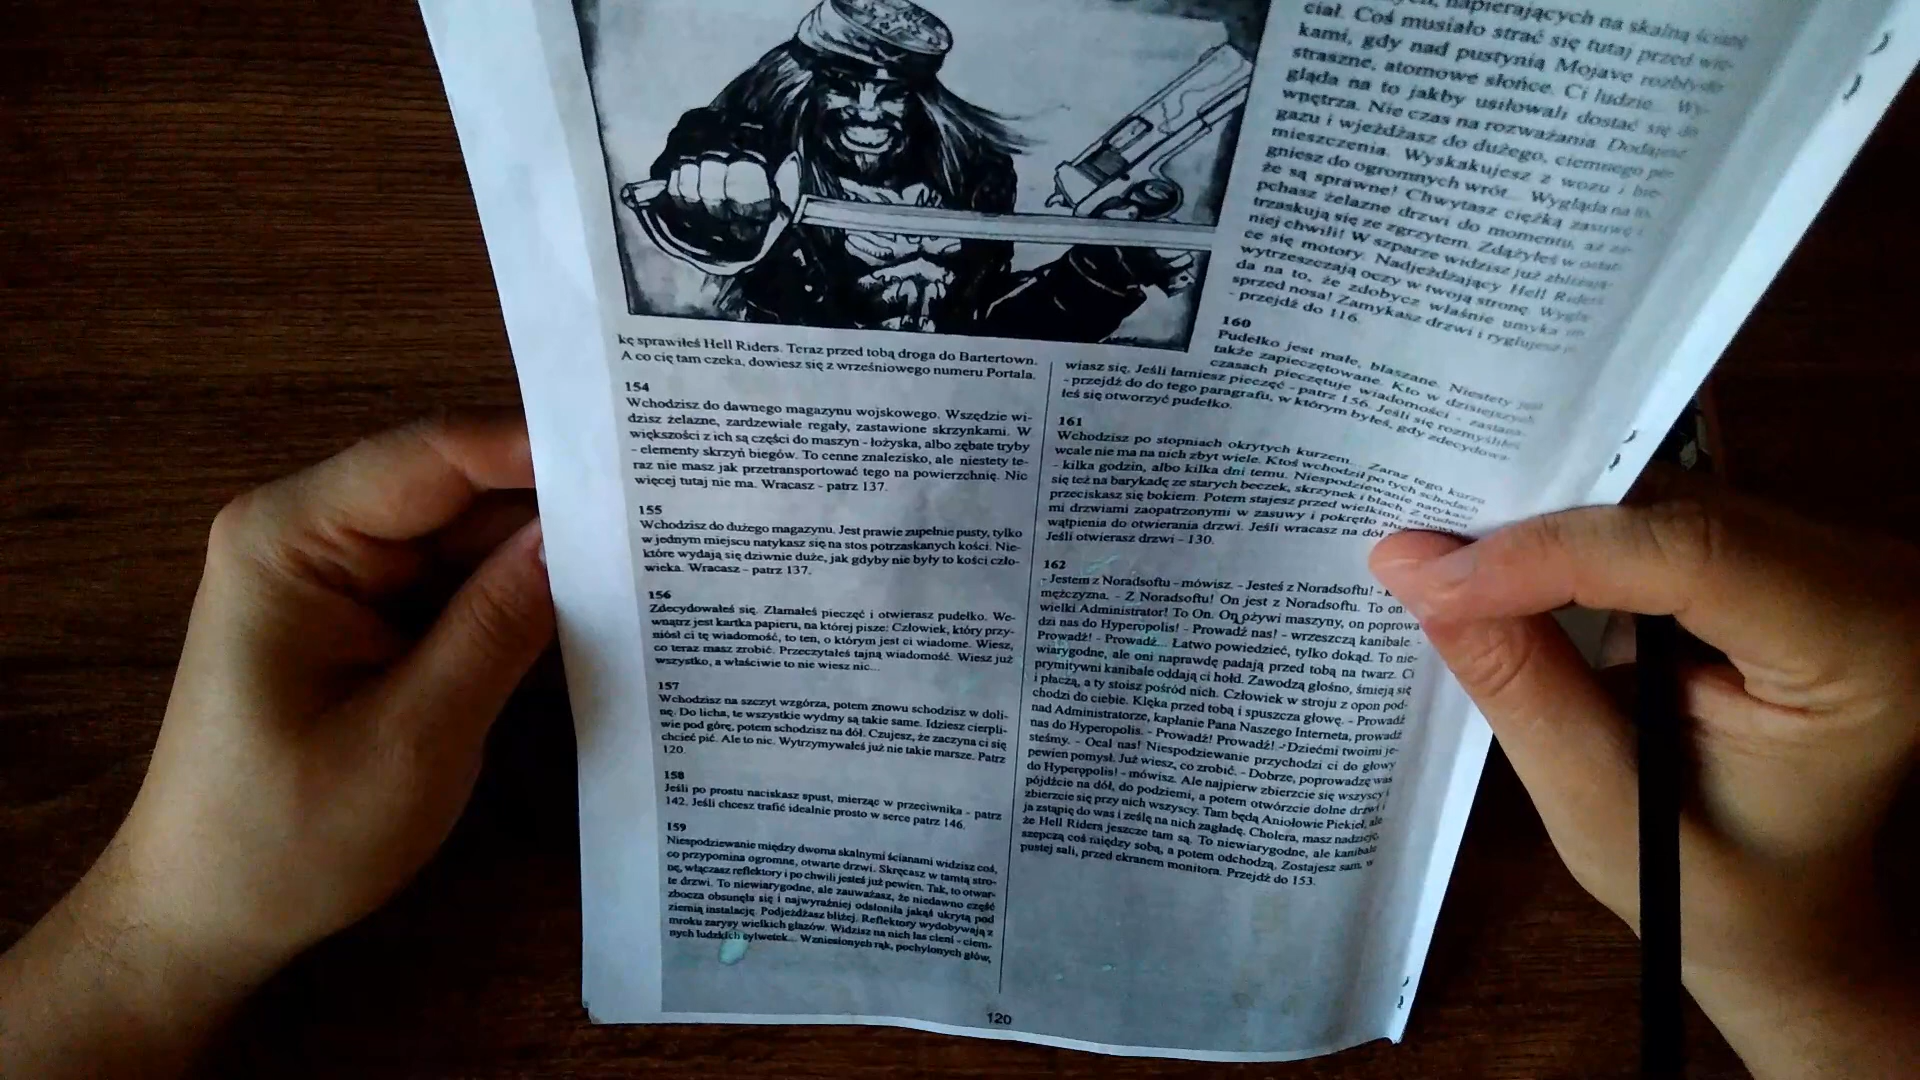 kę sprawiłeś Hell Riders. Teraz przed tobą droga do Bartertown.
A co cię tam czeka, dowiesz się z wrześniowego numeru Portala.
154
Wchodzisz do dawnego magazynu wojskowego. Wszędzie wi-
dzisz żelazne, zardzewiałe regały, zastawione skrzynkami. W
większości z ich są części do maszyn - łożyska, albo zębate tryby
- elementy skrzyń biegów. To cenne znalezisko, ale niestety te-
raz nie masz jak przetransportować tego na powierzchnię. Nic
więcej tutaj nie ma. Wracasz - patrz 137.
155
Wchodzisz do dużego magazynu. Jest prawie zupełnie pusty, tylko
w jednym miejscu natykasz się na stos potrzaskanych kości. Nie-
które wydają się dziwnie duże, jak gdyby nie były to kości czło-
wieka. Wracasz - patrz 137.
156
Zdecydowałeś się. Złamałeś pieczęć i otwierasz pudełko. We-
wnątrz jest kartka papieru, na której pisze: Człowiek, który przy-
niósł ci tę wiadomość, to ten, o którym jest ci wiadome. Wiesz,
co teraz masz zrobić. Przeczytałeś tajną wiadomość. Wiesz już
wszystko, a właściwie to nie wiesz nic...
157
Wchodzisz na szczyt wzgórza, potem znowu schodzisz w doli-
nę. Do licha, te wszystkie wydmy są takie same. Idziesz cierpli-
wie pod górę, potem schodzisz na dół. Czujesz, że zaczyna ci się
chcieć pić. Ale to nic. Wytrzymywałeś już nie takie marsze. Patrz
120.
158
Jeśli po prostu naciskasz spust, mierząc w przeciwnika - patrz
142. Jeśli chcesz trafić idealnie prosto w serce patrz 146.
159
Niespodziewanie między dwoma skalnymi ścianami widzisz coś,
co przypomina ogromne, otwarte drzwi. Skręcasz w tamtą stro-
nę, włączasz reflektory i po chwili jesteś już pewien. Tak, to otwar-
te drzwi. To niewiarygodne, ale zauważasz, że niedawno część
zbocza obsunęła się i najwyraźniej odsłoniła jakąś ukrytą pod
ziemią instalację. Podjeżdżasz bliżej. Reflektory wydobywają z
mroku zarysy wielkich głazów. Widzisz na nich las cieni - ciem-
nych ludzkich sylwetek... Wzniesionych rąk, pochylonych głów,
napierających na skalną ścianę
ciał. Coś musiało strać się tutaj przed wie-
kami, gdy nad pustynią Mojave rozbłysło
straszne, atomowe słońce. Ci ludzie... Wy-
gląda na to jakby usiłowali dostać się do
wnętrza. Nie czas na rozważania. Dodajesz
gazu i wjeżdżasz do dużego, ciemnego po-
mieszczenia. Wyskakujesz z wozu i bie-
gniesz do ogromnych wrót... Wygląda na to,
że są sprawne! Chwytasz ciężką zasuwę i
pchasz żelazne drzwi do momentu, aż za-
trzaskują się ze zgrzytem. Zdążyłeś w ostat-
niej chwili! W szparze widzisz już zbliżają-
ce się motory. Nadjeżdżający Hell Riders
wytrzeszczają oczy w twoją stronę. Wyglą-
da na to, że zdobycz właśnie umyka im
sprzed nosa! Zamykasz drzwi i ryglujesz
- przejdź do 116.
160
Pudełko jest małe, blaszane. Niestety jest
także zapieczętowane. Kto w dzisiejszych
czasach pieczętuje wiadomości - zastana-
wiasz się. Jeśli łamiesz pieczęć - patrz 156. Jeśli się rozmyśliłeś
- przejdź do do tego paragrafu, w którym byłeś, gdy zdecydowa-
łeś się otworzyć pudełko.
161
Wchodzisz po stopniach okrytych kurzem... Zaraz tego kurzu
wcale nie ma na nich zbyt wiele. Ktoś wchodził po tych schodach
- kilka godzin, albo kilka dni temu. Niespodziewanie natykasz
się też na barykadę ze starych beczek, skrzynek i blach. Z trudem
przeciskasz się bokiem. Potem stajesz przed wielkimi, stalowy-
mi drzwiami zaopatrzonymi w zasuwy i pokrętło
wątpienia do otwierania drzwi. Jeśli wracasz na dół
Jeśli otwierasz drzwi - 130.
162
- Jestem z Noradsoftu - mówisz. - Jesteś z Noradsoftu! -
mężczyzna. - Z Noradsoftu! On jest z Noradsoftu. To on
wielki Administrator! To On. On ożywi maszyny, on poprowa
dzi nas do Hyperopolis! - Prowadź nas! - wrzeszczą kanibale. -
Prowadź! - Prowadź... Łatwo powiedzieć, tylko dokąd. To nie-
wiarygodne, ale oni naprawdę padają przed tobą na twarz. Ci
prymitywni kanibale oddają ci hołd. Zawodzą głośno, śmieją się
i płaczą, a ty stoisz pośród nich. Człowiek w stroju z opon pod-
chodzi do ciebie. Klęka przed tobą i spuszcza głowę. - Prowadź
nad Administratorze, kapłanie Pana Naszego Interneta, prowadź
nas do Hyperopolis. - Prowadź! Prowadź! - Dziećmi twoimi je-
steśmy. - Ocal nas! Niespodziewanie przychodzi ci do głowy
pewien pomysł. Już wiesz, co zrobić. - Dobrze, poprowadzę was
do Hyperopolis! - mówisz. Ale najpierw zbierzcie się wszyscy i
pójdźcie na dół, do podziemi, a potem otwórzcie dolne drzwi i
zbierzcie się przy nich wszyscy. Tam będą Aniołowie Piekieł, ale
ja zstąpię do was i ześlę na nich zagładę. Cholera, masz nadzieję,
że Hell Riders jeszcze tam są. To niewiarygodne, ale kanibale
szepczą coś między sobą, a potem odchodzą. Zostajesz sam, w
pustej sali, przed ekranem monitora. Przejdź do 153.
120